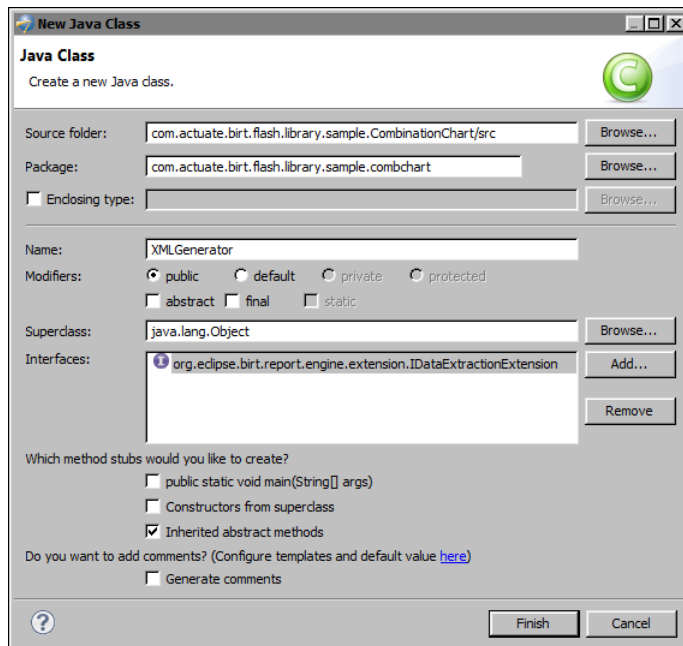 New Java Class
Java Class
Create a new Java class.
Source folder: com.actuate.birt.flash.library.sample.CombinationChart/src Browse...
Package: com.actuate.birt.flash.library.sample.combchart Browse...
Enclosing type: Browse...
Name: XMLGenerator
Modifiers: public default private protected
abstract final static
Superclass: java.lang.Object Browse...
Interfaces: org.eclipse.birt.report.engine.extension.IDataExtractionExtension Add...
Remove
Which method stubs would you like to create?
public static void main(String[] args)
Constructors from superclass
Inherited abstract methods
Do you want to add comments? (Configure templates and default value here)
Generate comments
Finish Cancel